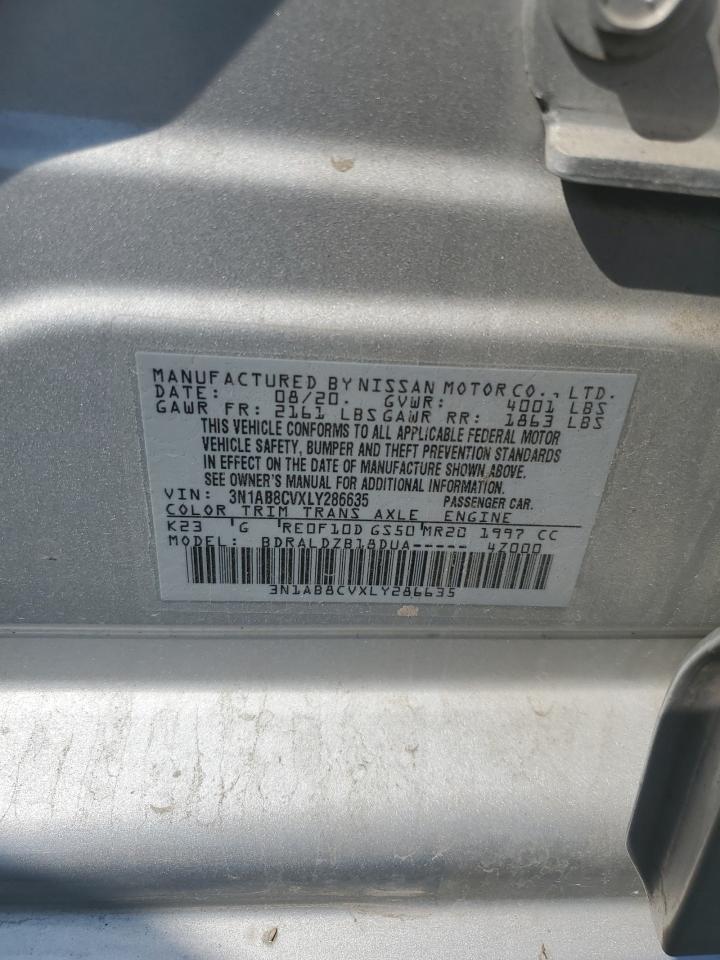 MANUFACTURED BY NISSAN MOTOR CO., LTD.
DATE: 08/20. GVWR: 4001 LBS
GAWR FR: 2161 LBS GAWR RR: 1863 LBS
THIS VEHICLE CONFORMS TO ALL APPLICABLE FEDERAL MOTOR
VEHICLE SAFETY, BUMPER AND THEFT PREVENTION STANDARDS
IN EFFECT ON THE DATE OF MANUFACTURE SHOWN ABOVE.
SEE OWNER'S MANUAL FOR ADDITIONAL INFORMATION.
VIN: 3N1AB8CVXLY286635 PASSENGER CAR.
COLOR TRIM TRANS AXLE ENGINE
K23 G RE0F10D GS50 MR20 1997 CC
MODEL: BDRALDZB18DUA----- 47000
3N1AB8CVXLY286635